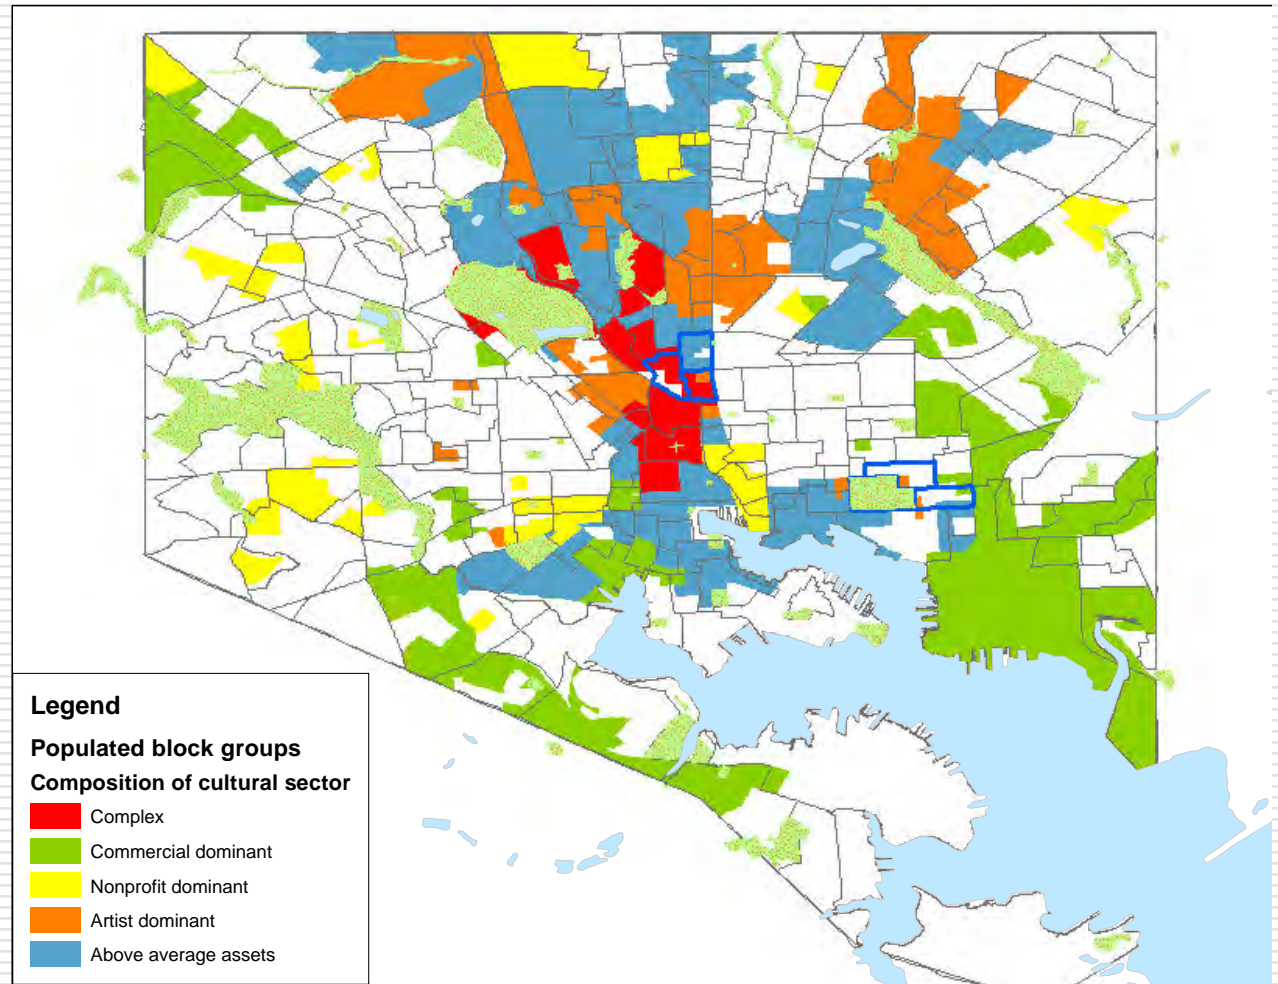 Legend
Populated block groups
Composition of cultural sector
Complex
Commercial dominant
Nonprofit dominant
Artist dominant
Above average assets